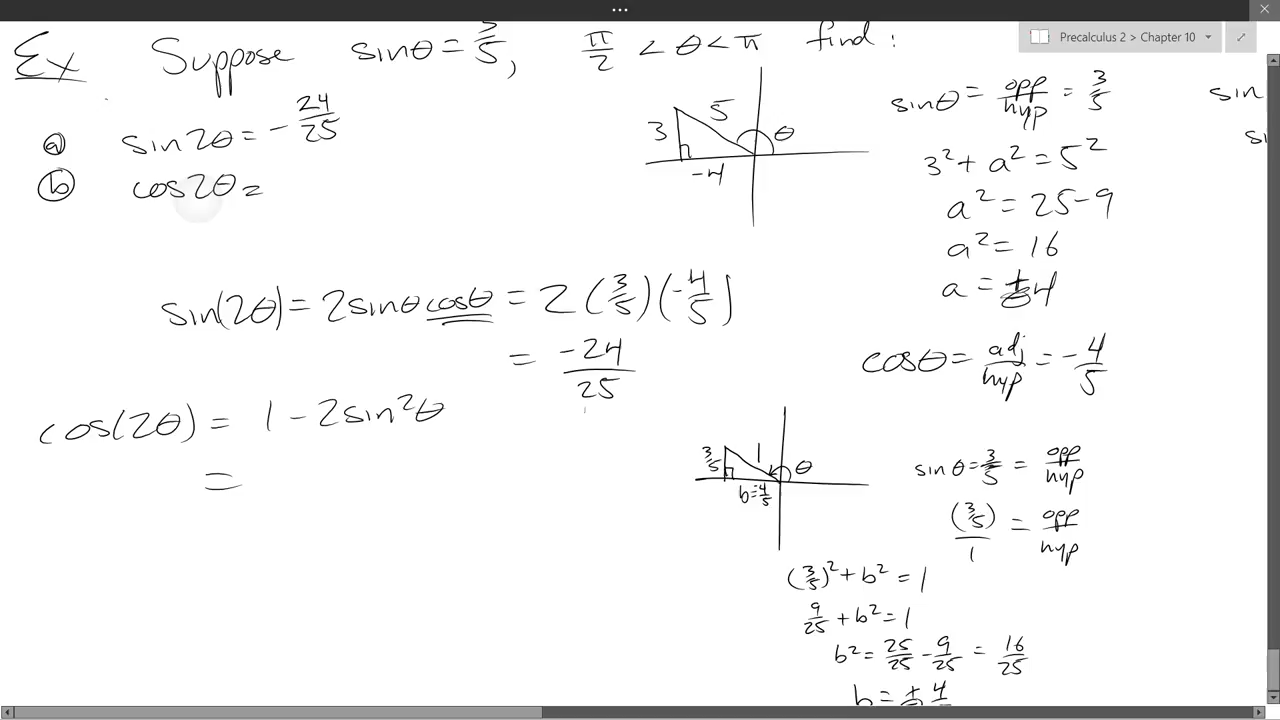 Precalculus 2 > Chapter 10
Ex Suppose sinθ = 3/5, π/2 < θ < π find:
ⓐ sin2θ = -24/25
ⓑ cos2θ =
5
3
θ
-4
sin(2θ) = 2sinθcosθ = 2(3/5)(-4/5)
= -24/25
cos(2θ) = 1 - 2sin²θ
=
sinθ = opp/hyp = 3/5
3² + a² = 5²
a² = 25-9
a² = 16
a = ±4
cosθ = adj/hyp = -4/5
3/5
1
θ
b=-4/5
sinθ = 3/5 = opp/hyp
(3/5)/1 = opp/hyp
(3/5)² + b² = 1
9/25 + b² = 1
b² = 25/25 - 9/25 = 16/25
b = ± 4
sin
si